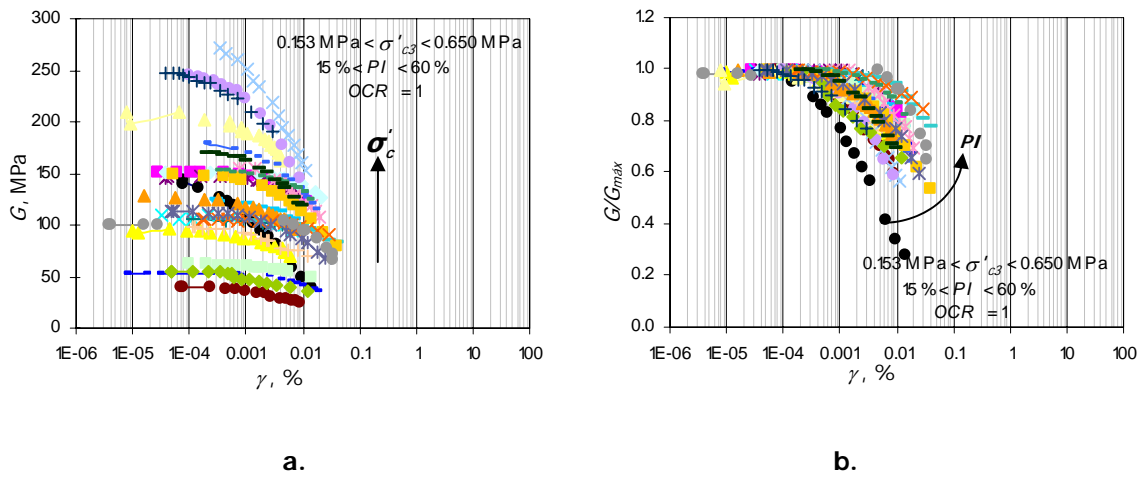 300
250
200
150
100
50
0
G, MPa
0.153 MPa < σ'c3 < 0.650 MPa
15 % < PI < 60 %
OCR = 1
σ'c
1E-06 1E-05 1E-04 0.001 0.01 0.1 1 10 100
γ, %
a.
1.2
1.0
0.8
0.6
0.4
0.2
0.0
G/Gmáx
PI
0.153 MPa < σ'c3 < 0.650 MPa
15 % < PI < 60 %
OCR = 1
1E-06 1E-05 1E-04 0.001 0.01 0.1 1 10 100
γ, %
b.